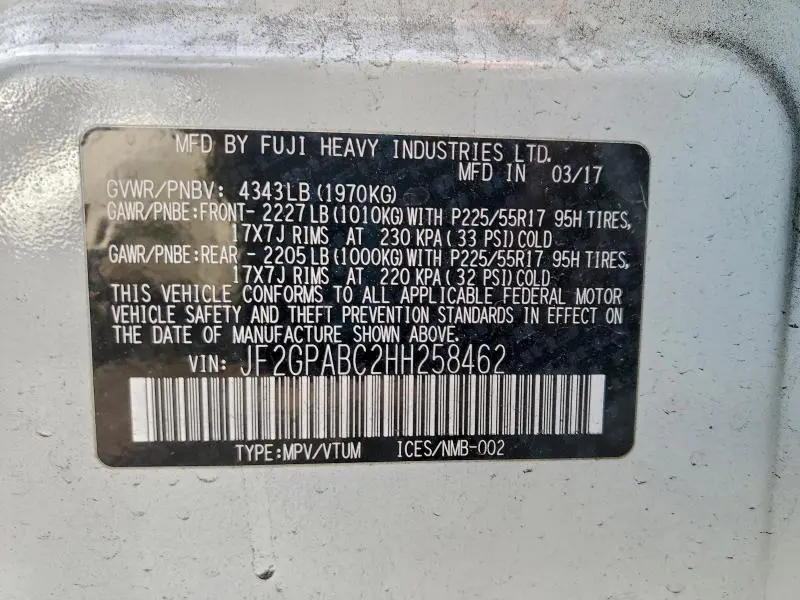 MFD BY FUJI HEAVY INDUSTRIES LTD.
MFD IN 03/17
GVWR/PNBV: 4343LB (1970KG)
GAWR/PNBE:FRONT- 2227 LB (1010KG) WITH P225/55R17 95H TIRES,
17X7J RIMS AT 230 KPA ( 33 PSI) COLD
GAWR/PNBE:REAR - 2205 LB (1000KG) WITH P225/55R17 95H TIRES,
17X7J RIMS AT 220 KPA ( 32 PSI) COLD
THIS VEHICLE CONFORMS TO ALL APPLICABLE FEDERAL MOTOR
VEHICLE SAFETY AND THEFT PREVENTION STANDARDS IN EFFECT ON
THE DATE OF MANUFACTURE SHOWN ABOVE.
VIN: JF2GPABC2HH258462
TYPE:MPV/VTUM ICES/NMB-002